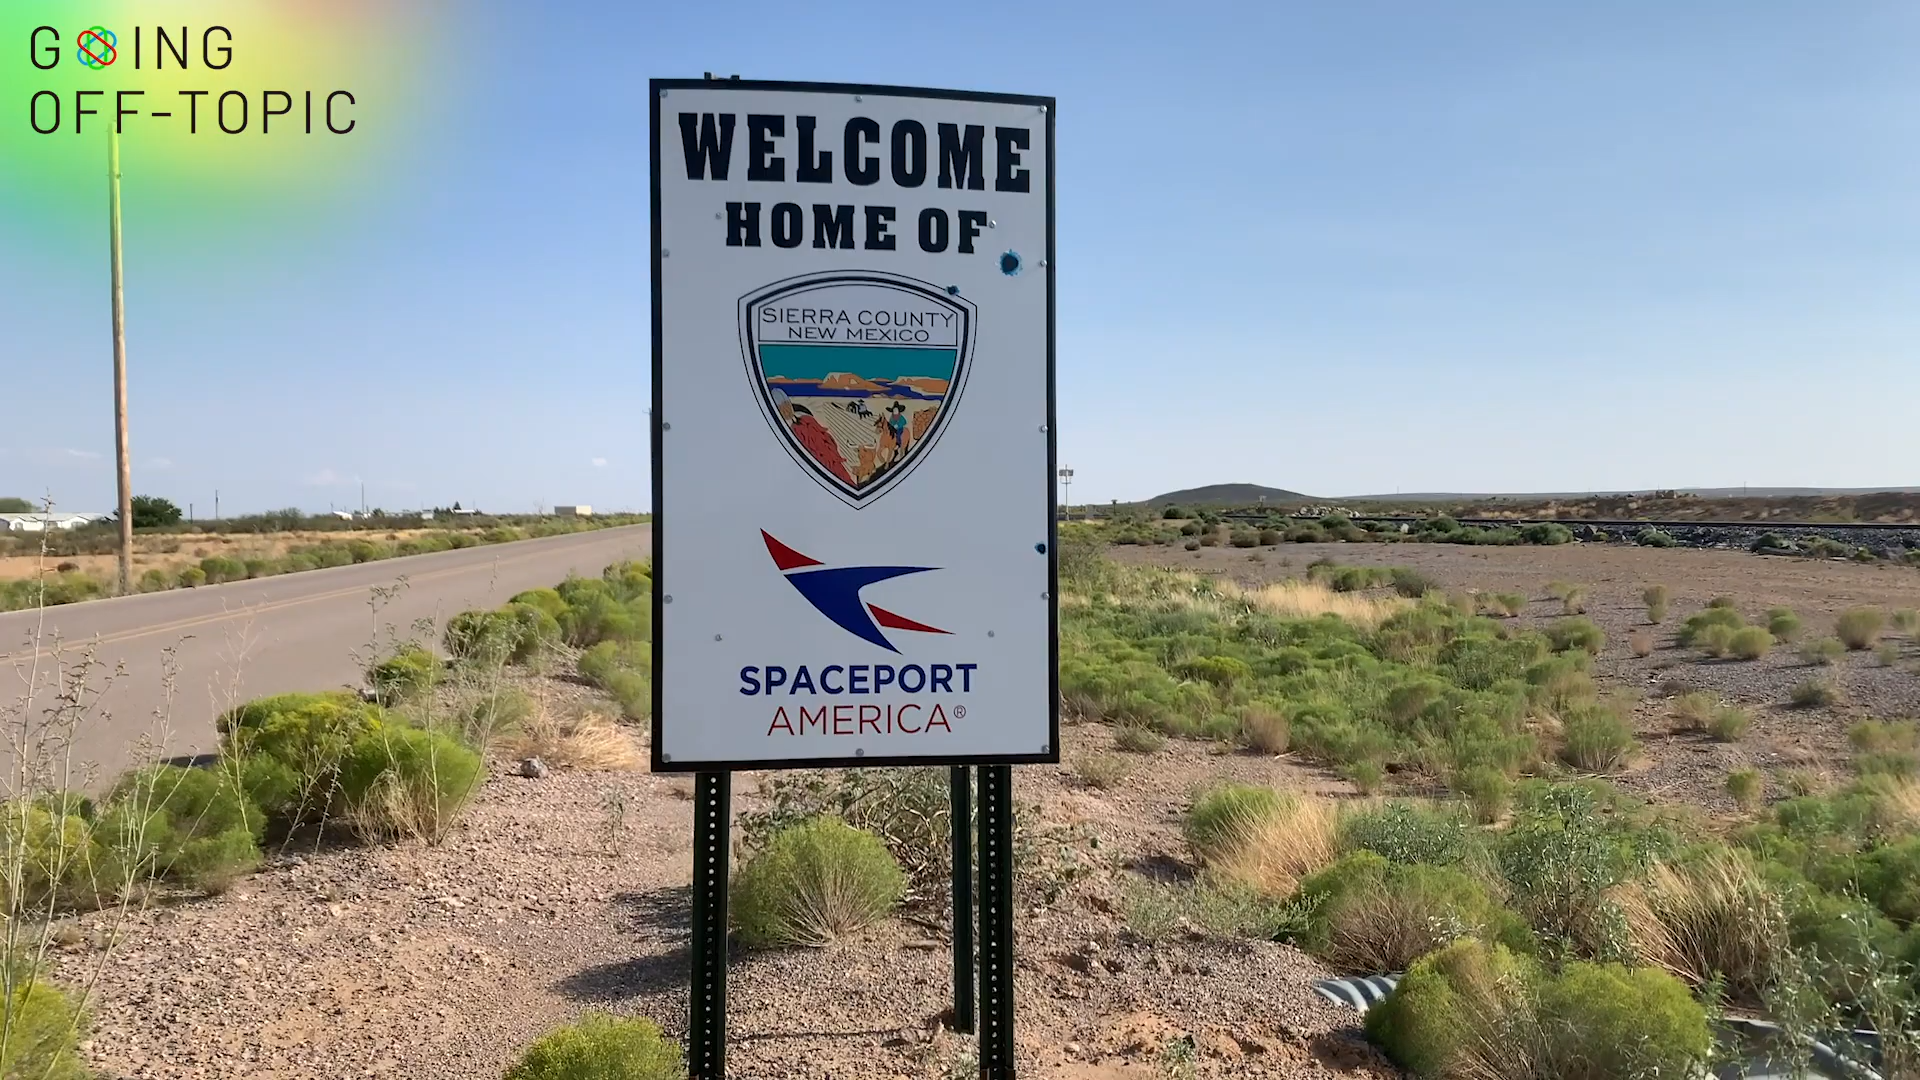 GOING
OFF-TOPIC
WELCOME
HOME OF
SIERRA COUNTY
NEW MEXICO
SPACEPORT
AMERICA®